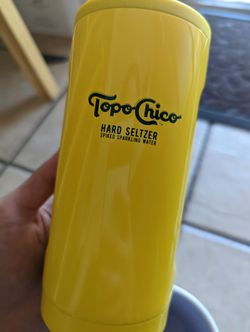 Topo Chico
HARD SELTZER
SPIKED SPARKLING WATER